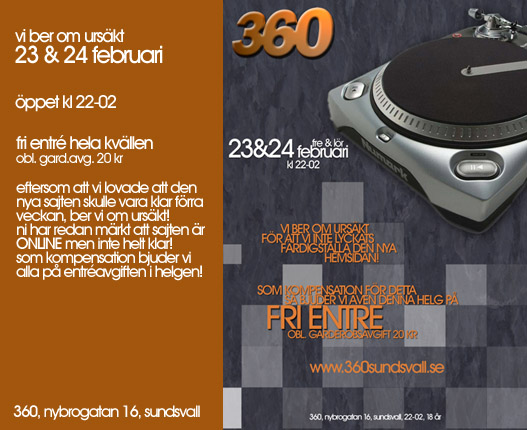 vi ber om ursäkt
23 & 24 februari
öppet kl 22-02
fri entré hela kvällen
obl. gard.avg. 20 kr
eftersom att vi lovade att den
nya sajten skulle vara klar förra
veckan, ber vi om ursäkt!
ni har redan märkt att sajten är
ONLINE men inte helt klar!
som kompensation bjuder vi
alla på entréavgiften i helgen!
360, nybrogatan 16, sundsvall
360
fre & lör
23&24 februari
kl 22-02
Numark
VI BER OM URSÄKT
FÖR ATT VI INTE LYCKATS
FÄRDIGSTÄLLA DEN NYA
HEMSIDAN!
SOM KOMPENSATION FÖR DETTA
SÅ BJUDER VI ÄVEN DENNA HELG PÅ
FRI ENTRÉ
OBL. GARDEROBSAVGIFT 20 KR
www.360sundsvall.se
360, nybrogatan 16, sundsvall, 22-02, 18 år